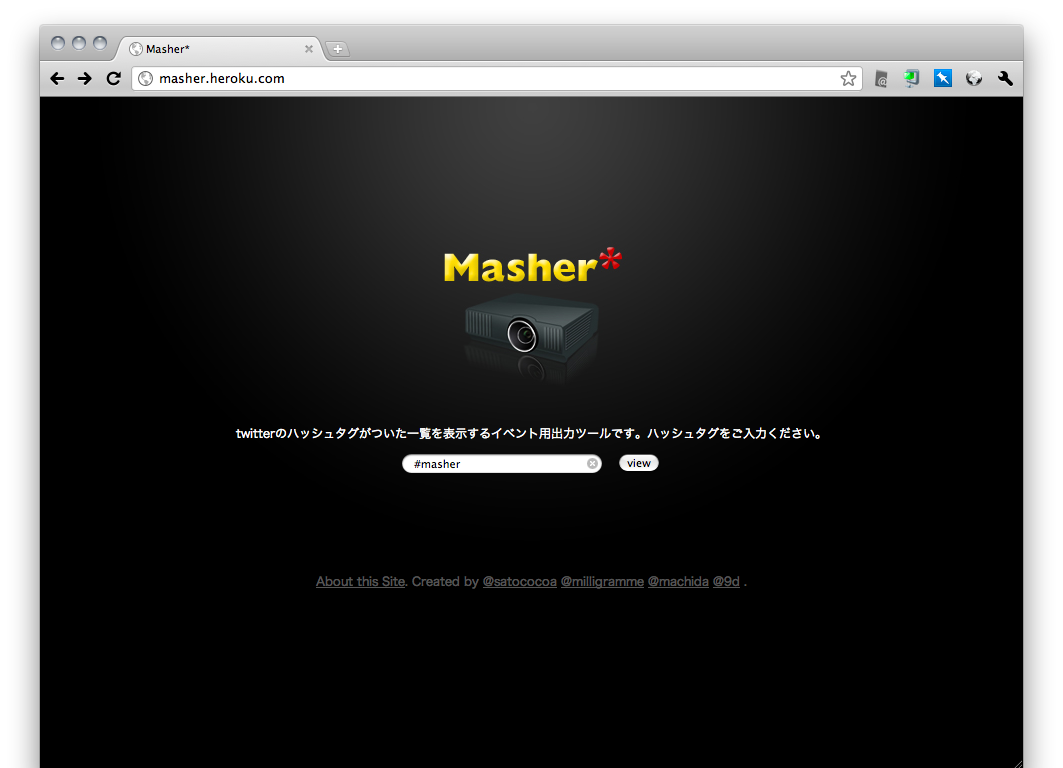 Masher*
masher.heroku.com
Masher*
twitterのハッシュタグがついた一覧を表示するイベント用出力ツールです。ハッシュタグをご入力ください。
#masher view
About this Site. Created by @satococoa @milligramme @machida @9d .